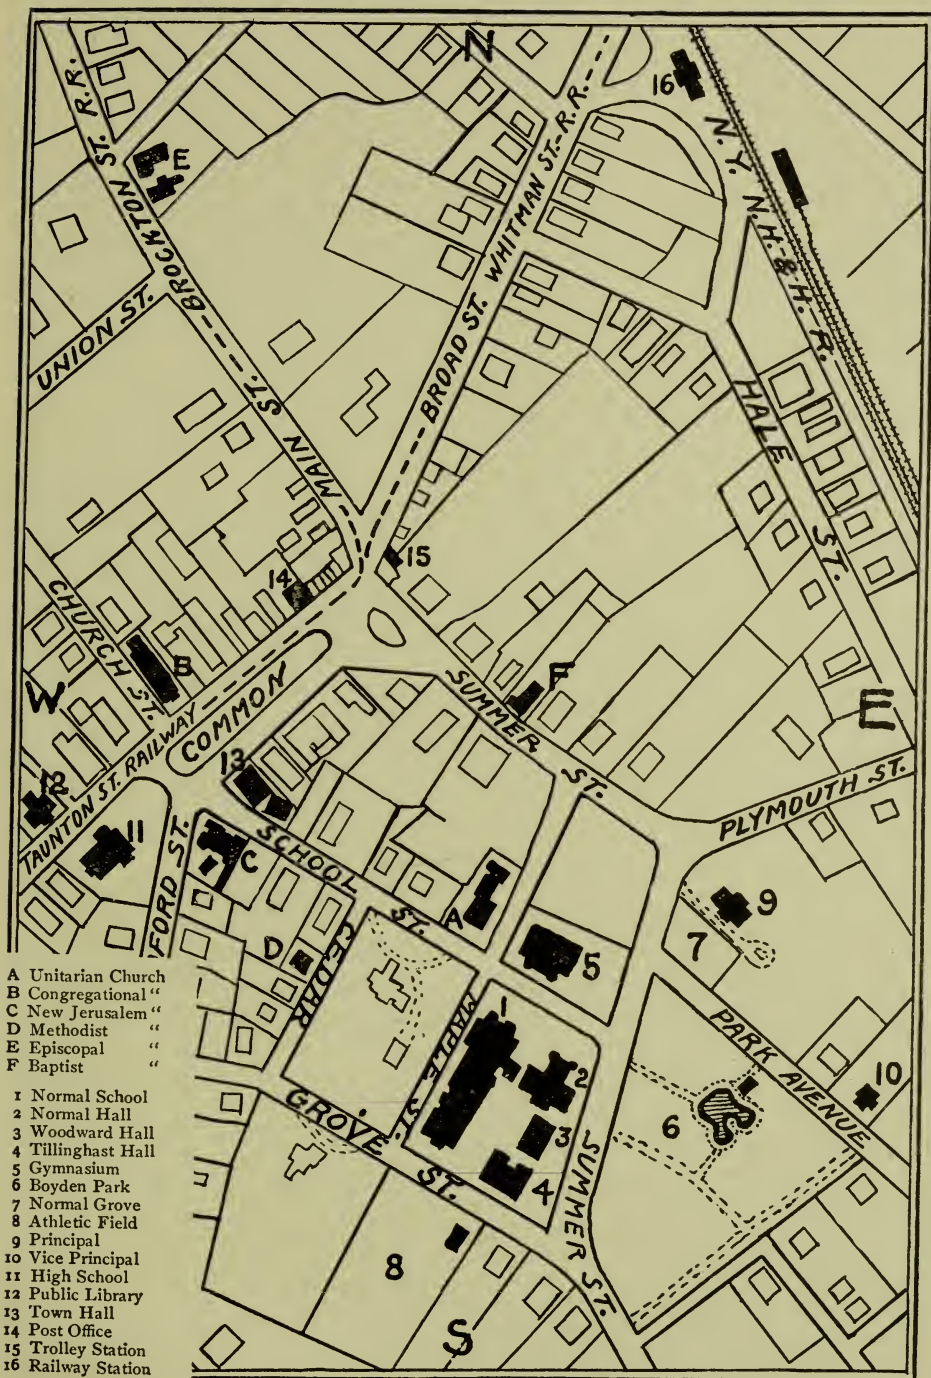 N
16
BROCKTON ST. R.R.
E
WHITMAN ST. R.R.
N.Y. N.H. & H. R.
UNION ST.
BROAD ST.
MAIN ST.
HALE ST.
15
14
CHURCH ST.
B
W
COMMON
SUMMER ST.
F
E
TAUNTON ST. RAILWAY
12
13
PLYMOUTH ST.
11
FORD ST.
C
SCHOOL ST.
A
9
7
5
D
CEDAR
MAPLE ST.
1
2
3
4
PARK AVENUE
10
6
GROVE ST.
SUMMER ST.
8
S
A Unitarian Church
B Congregational "
C New Jerusalem "
D Methodist "
E Episcopal "
F Baptist "
1 Normal School
2 Normal Hall
3 Woodward Hall
4 Tillinghast Hall
5 Gymnasium
6 Boyden Park
7 Normal Grove
8 Athletic Field
9 Principal
10 Vice Principal
11 High School
12 Public Library
13 Town Hall
14 Post Office
15 Trolley Station
16 Railway Station